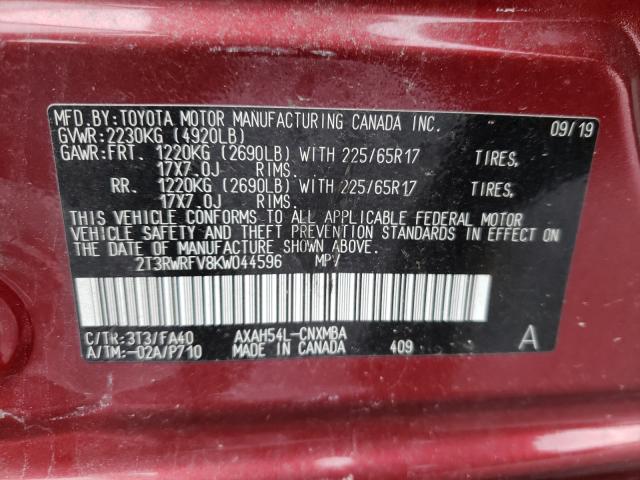 MFD.BY:TOYOTA MOTOR MANUFACTURING CANADA INC. 09/19
GVWR:2230KG (4920LB)
GAWR:FRT. 1220KG (2690LB) WITH 225/65R17 TIRES,
17X7.0J RIMS.
RR. 1220KG (2690LB) WITH 225/65R17 TIRES,
17X7.0J RIMS.
THIS VEHICLE CONFORMS TO ALL APPLICABLE FEDERAL MOTOR
VEHICLE SAFETY AND THEFT PREVENTION STANDARDS IN EFFECT ON
THE DATE OF MANUFACTURE SHOWN ABOVE.
2T3RWRFV8KW044596 MPV
C/TR:3T3/FA40 AXAH54L-CNXMBA A
A/TM:-02A/P710 MADE IN CANADA 409